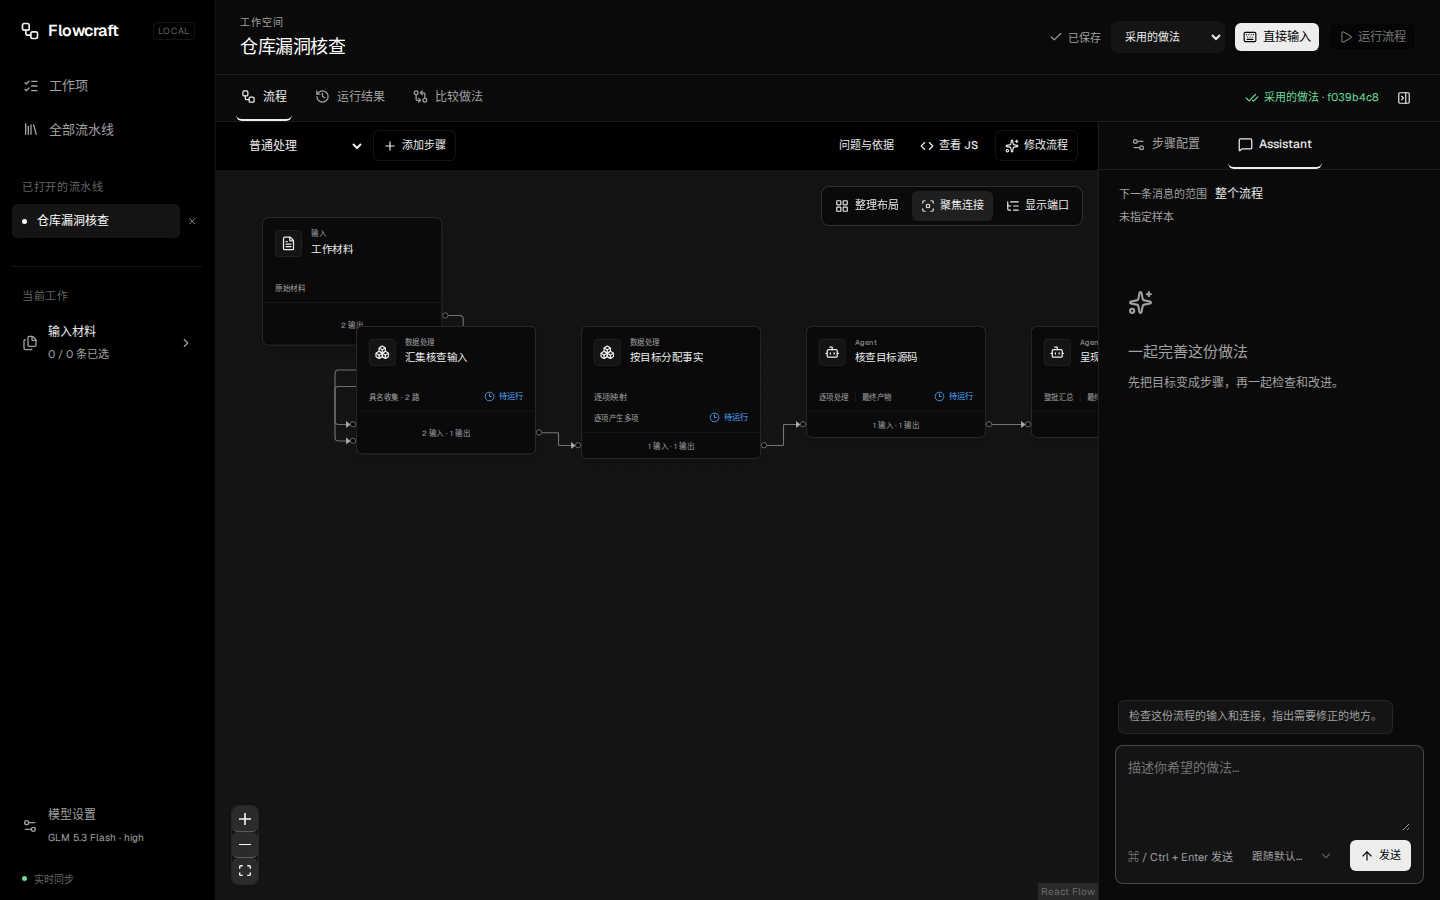 Flowcraft
LOCAL
工作项
全部流水线
已打开的流水线
仓库漏洞核查
当前工作
输入材料
0 / 0 条已选
模型设置
GLM 5.3 Flash · high
实时同步
工作空间
仓库漏洞核查
已保存
采用的做法
直接输入
运行流程
流程
运行结果
比较做法
采用的做法 · f039b4c8
普通处理
添加步骤
问题与依据
查看 JS
修改流程
整理布局
聚焦连接
显示端口
输入
工作材料
原始材料
2 输出
数据处理
汇集核查输入
具名收集 · 2 路
待运行
2 输入 · 1 输出
数据处理
按目标分配事实
逐项映射
逐项产生多项
待运行
1 输入 · 1 输出
Agent
核查目标源码
逐项处理
最终产物
待运行
1 输入 · 1 输出
Agen
呈现
整批汇总
最终
React Flow
步骤配置
Assistant
下一条消息的范围 整个流程
未指定样本
一起完善这份做法
先把目标变成步骤，再一起检查和改进。
检查这份流程的输入和连接，指出需要修正的地方。
描述你希望的做法...
⌘ / Ctrl + Enter 发送
跟随默认...
发送